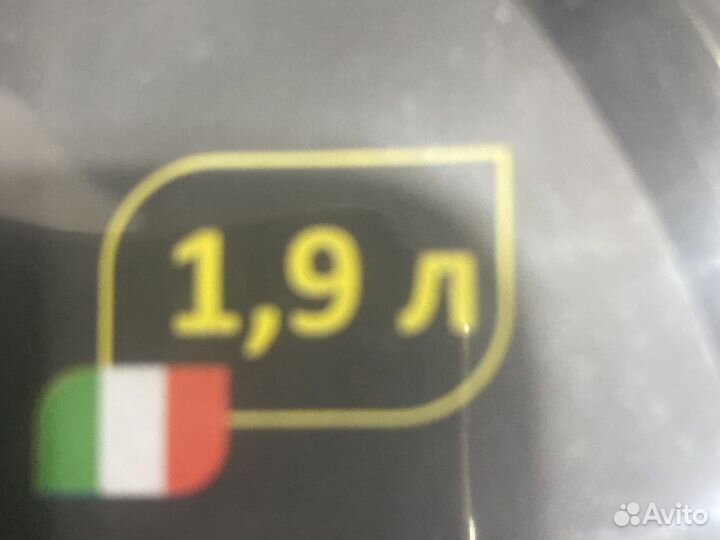 1,9 л
Avito